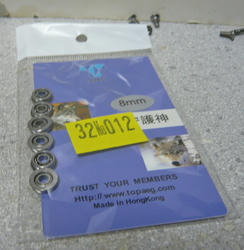 8mm
32№012
護神
TRUST YOUR MEMBERS
Http://www.topaeg.com
Made in HongKong